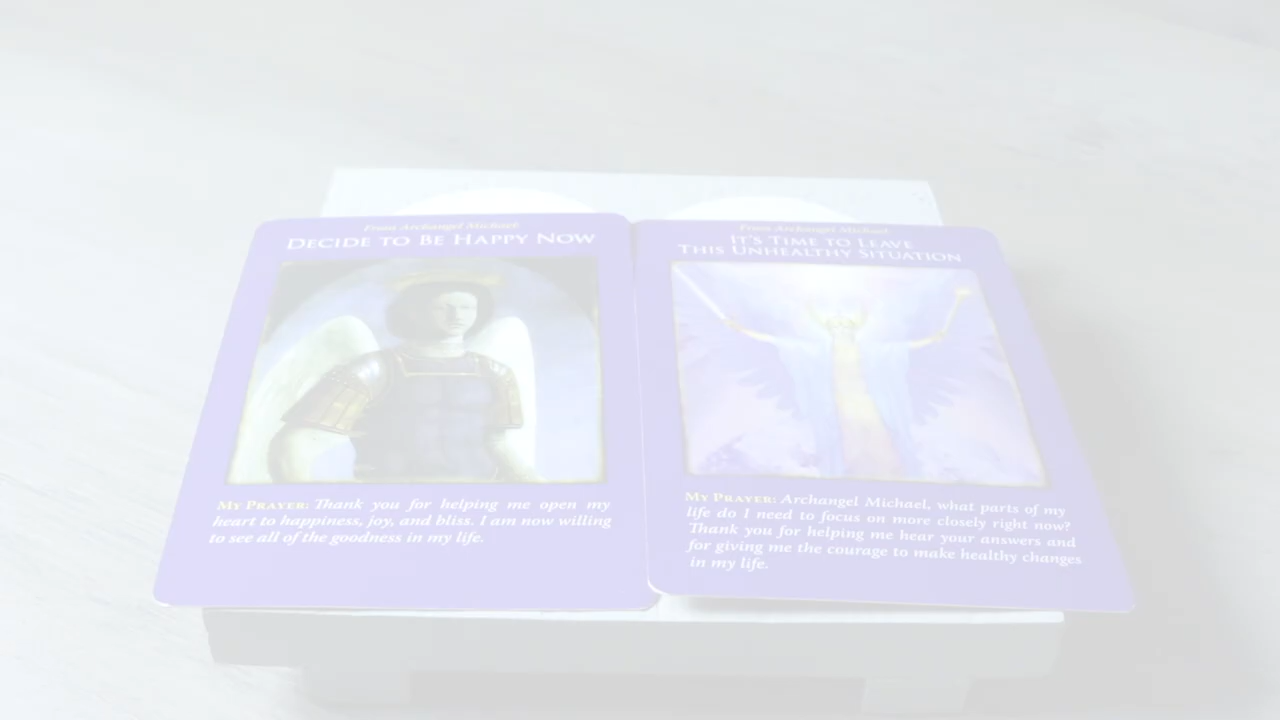 From Archangel Michael
DECIDE TO BE HAPPY NOW
MY PRAYER: Thank you for helping me open my
heart to happiness, joy, and bliss. I am now willing
to see all of the goodness in my life.
From Archangel Michael
IT'S TIME TO LEAVE
THIS UNHEALTHY SITUATION
MY PRAYER: Archangel Michael, what parts of my
life do I need to focus on more closely right now?
Thank you for helping me hear your answers and
for giving me the courage to make healthy changes
in my life.